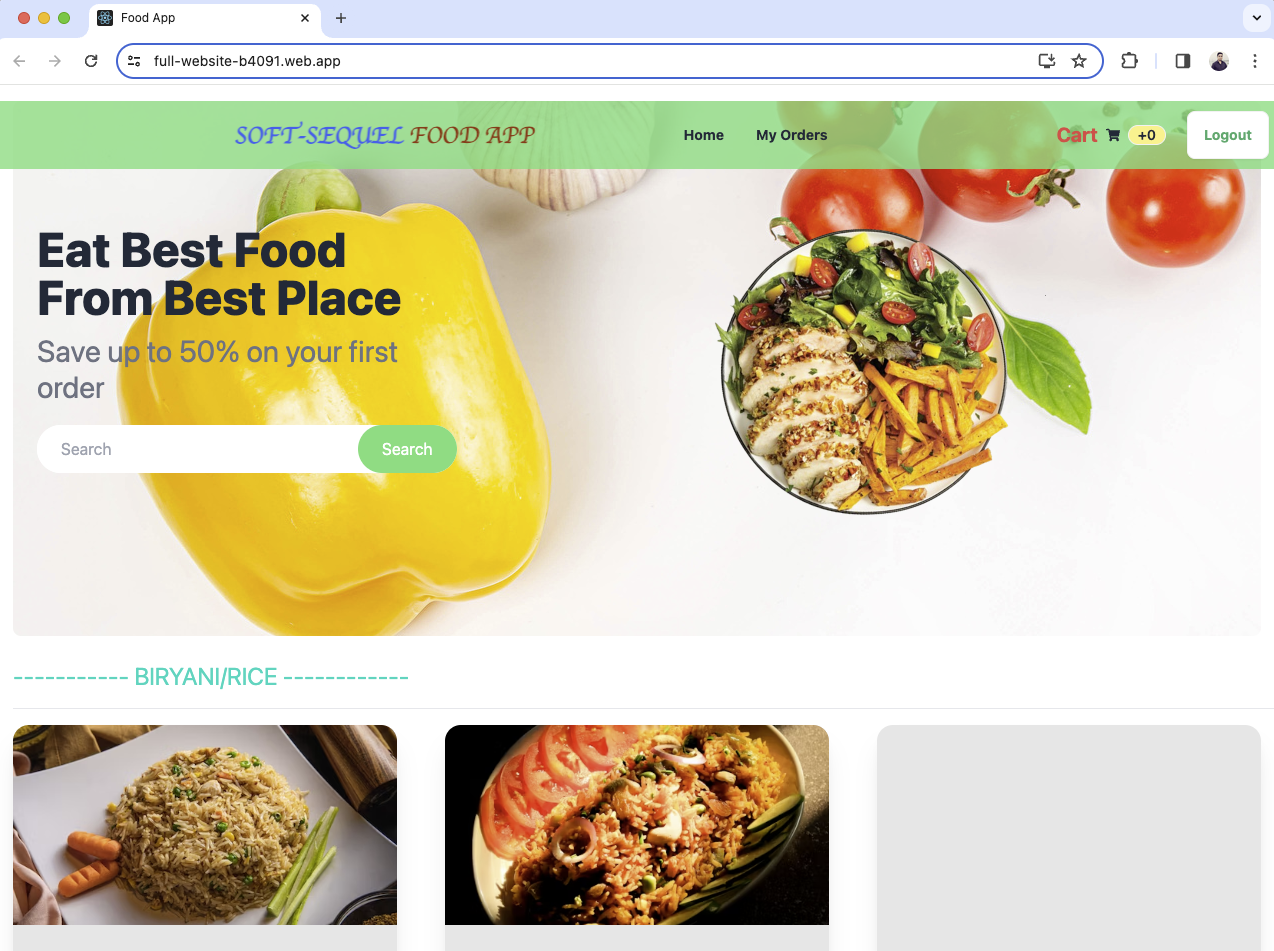 Food App
full-website-b4091.web.app
SOFT-SEQUEL FOOD APP
Home
My Orders
Cart
+0
Logout
Eat Best Food
From Best Place
Save up to 50% on your first
order
Search
Search
----------- BIRYANI/RICE ------------